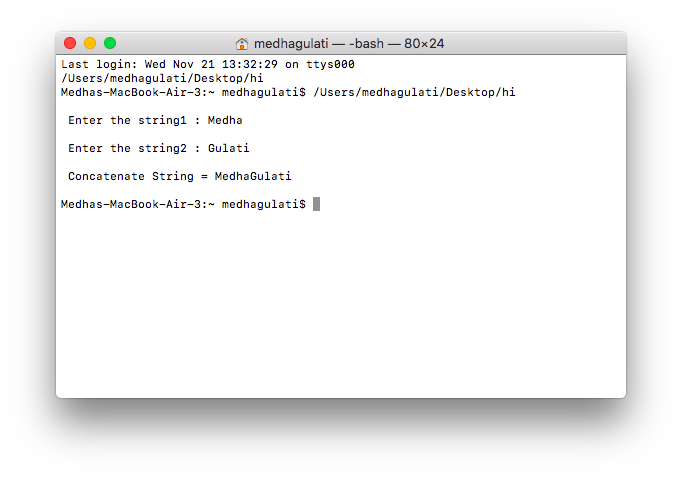 medhagulati — -bash — 80×24
Last login: Wed Nov 21 13:32:29 on ttys000
/Users/medhagulati/Desktop/hi
Medhas-MacBook-Air-3:~ medhagulati$ /Users/medhagulati/Desktop/hi
Enter the string1 : Medha
Enter the string2 : Gulati
Concatenate String = MedhaGulati
Medhas-MacBook-Air-3:~ medhagulati$